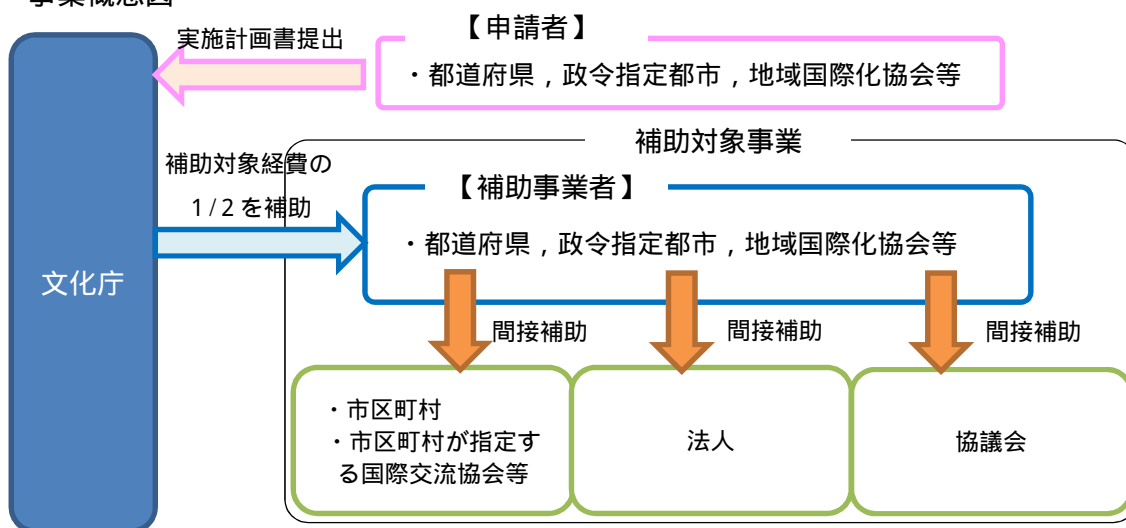 事業概念図
実施計画書提出
【申請者】
・都道府県，政令指定都市，地域国際化協会等
補助対象事業
補助対象経費の
1/2を補助
【補助事業者】
・都道府県，政令指定都市，地域国際化協会等
文化庁
間接補助
間接補助
間接補助
・市区町村
・市区町村が指定す
る国際交流協会等
法人
協議会